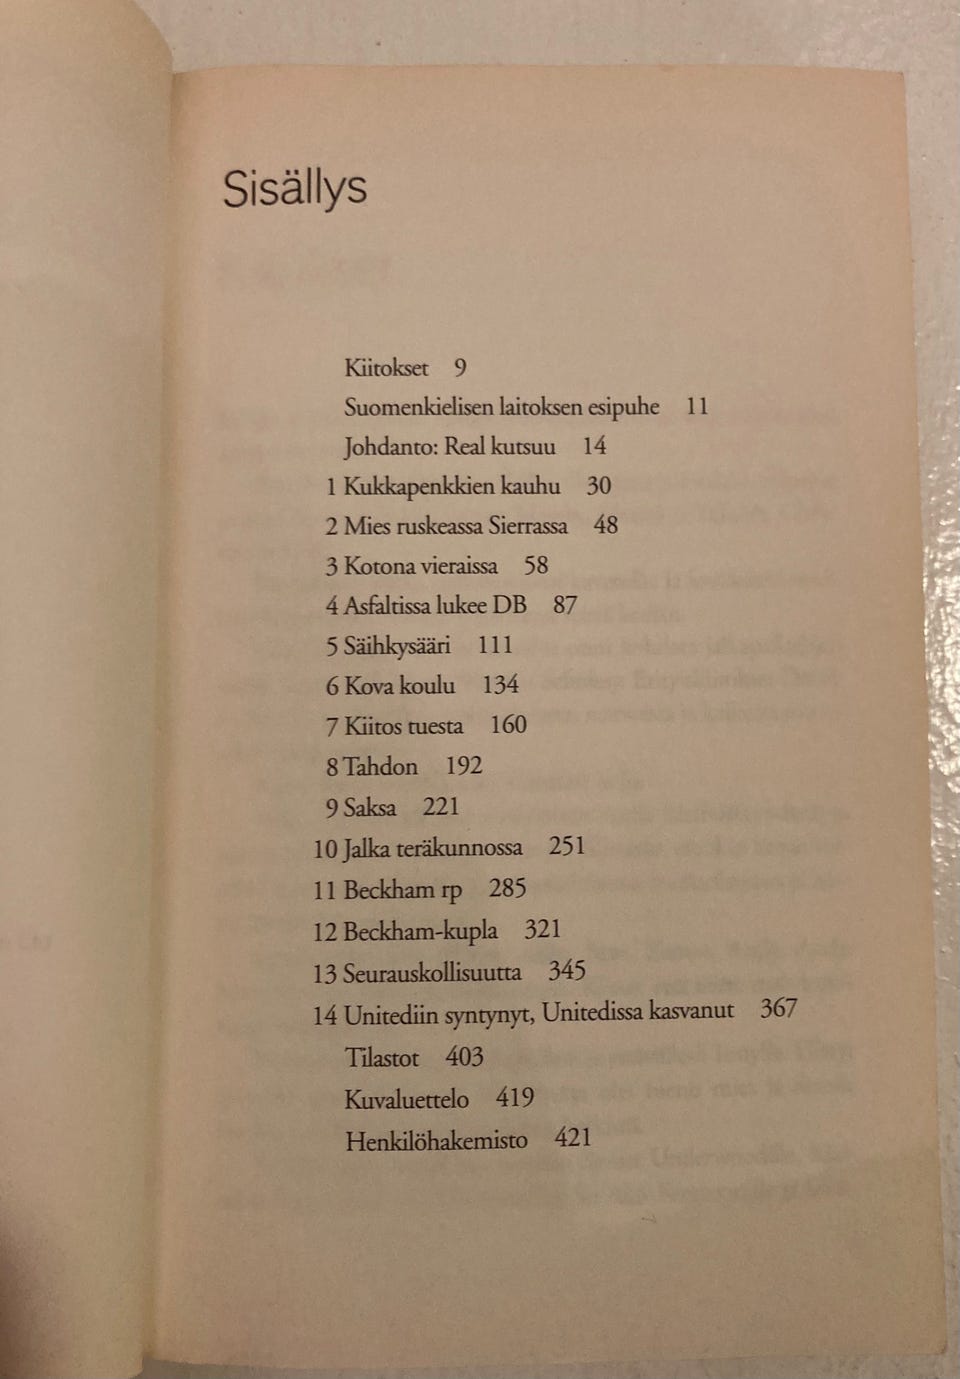 Sisällys
Kiitokset 9
Suomenkielisen laitoksen esipuhe 11
Johdanto: Real kutsuu 14
1 Kukkapenkkien kauhu 30
2 Mies ruskeassa Sierrassa 48
3 Kotona vieraissa 58
4 Asfaltissa lukee DB 87
5 Säihkysääri 111
6 Kova koulu 134
7 Kiitos tuesta 160
8 Tahdon 192
9 Saksa 221
10 Jalka teräkunnossa 251
11 Beckham rp 285
12 Beckham-kupla 321
13 Seurauskollisuutta 345
14 Unitediin syntynyt, Unitedissa kasvanut 367
Tilastot 403
Kuvaluettelo 419
Henkilöhakemisto 421